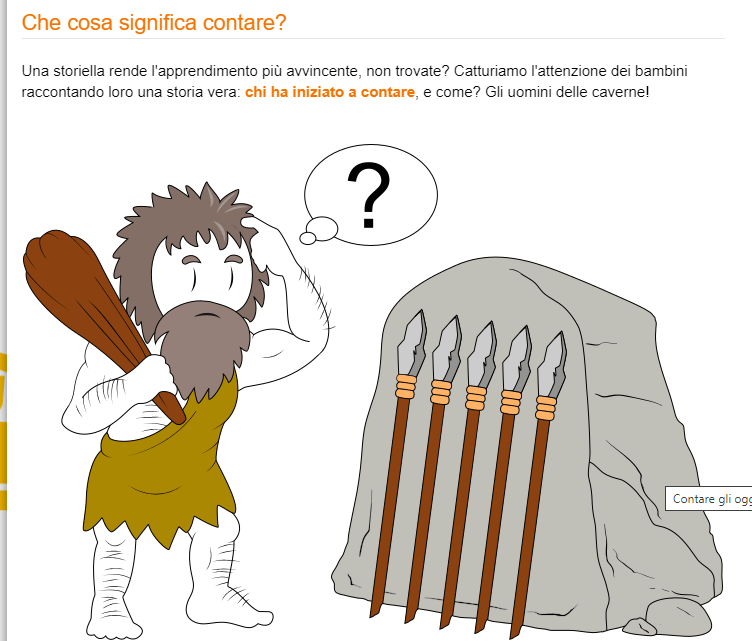 Che cosa significa contare?
Una storiella rende l'apprendimento più avvincente, non trovate? Catturiamo l'attenzione dei bambini
raccontando loro una storia vera: chi ha iniziato a contare, e come? Gli uomini delle caverne!
?
Contare gli ogg